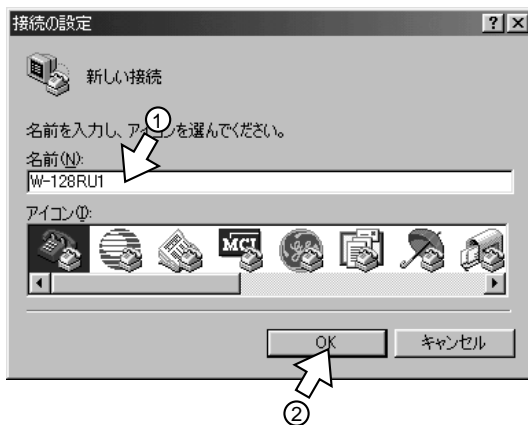 接続の設定
新しい接続
①
名前を入力し、アイコンを選んでください。
名前(N):
W-128RU1
アイコン(I):
MCI
OK
キャンセル
②